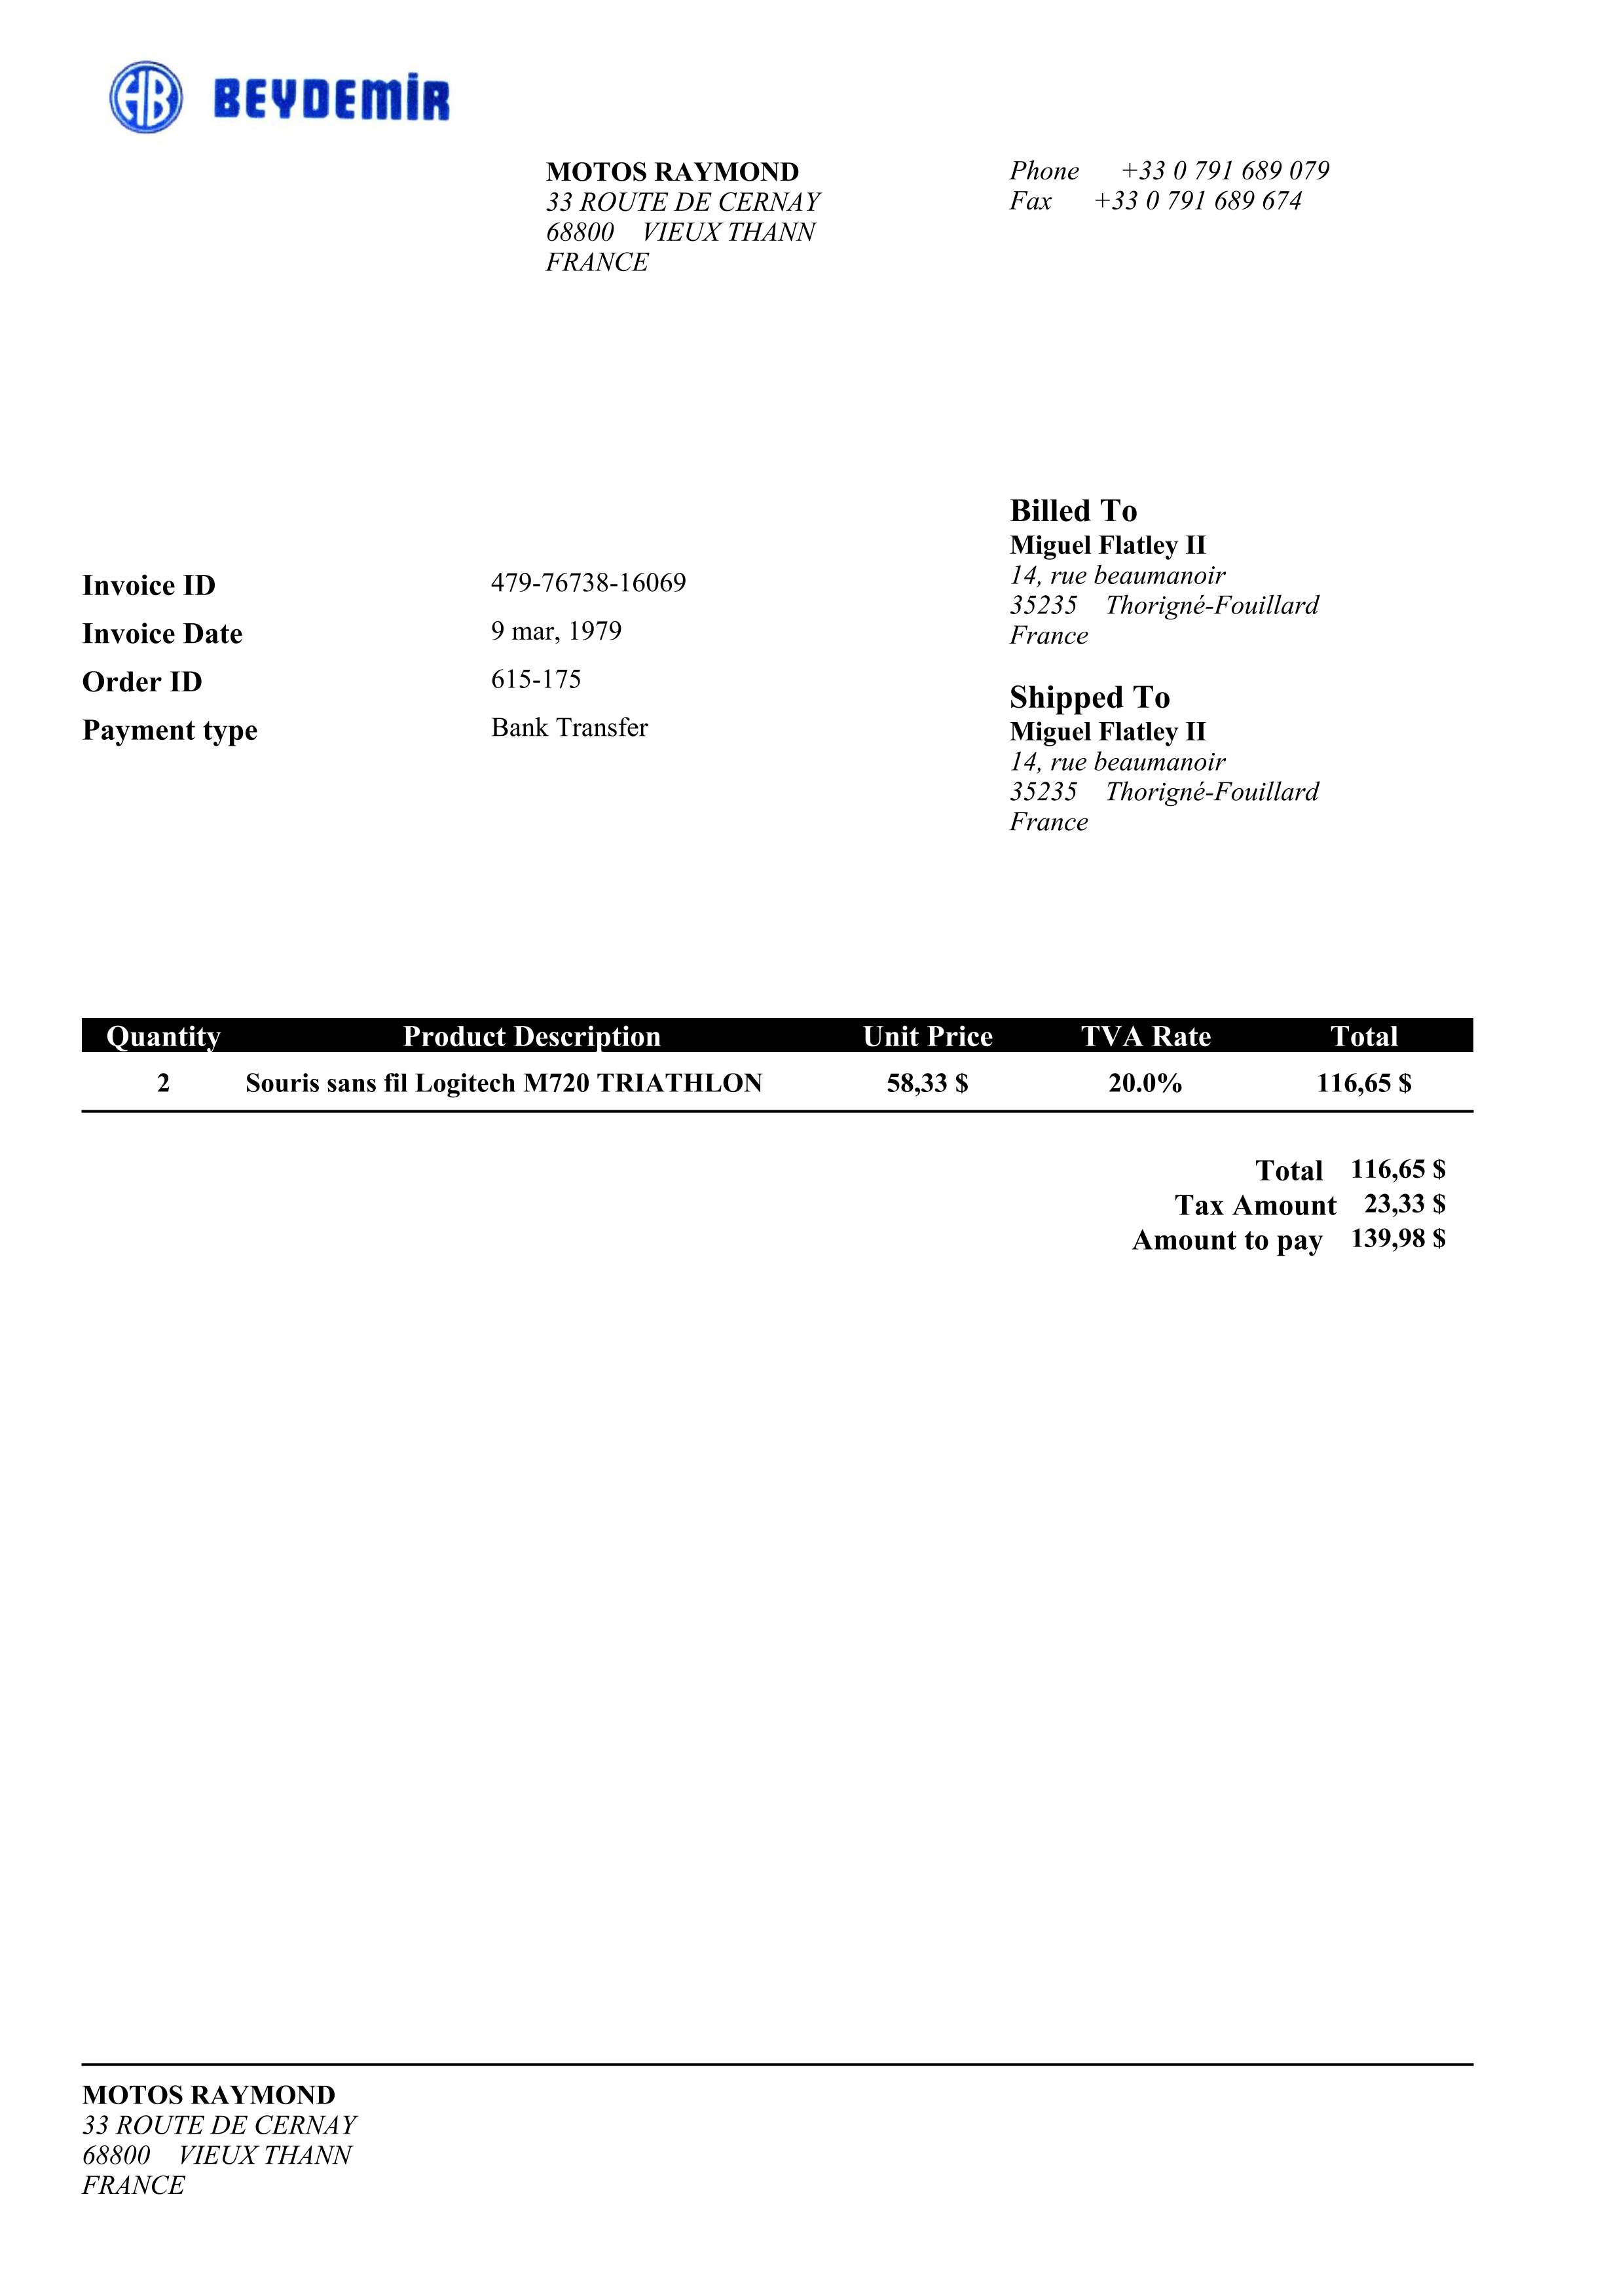 HB BEYDEMİR
MOTOS RAYMOND
33 ROUTE DE CERNAY
68800 VIEUX THANN
FRANCE
Phone +33 0 791 689 079
Fax +33 0 791 689 674
Billed To
Miguel Flatley II
14, rue beaumanoir
35235 Thorigné-Fouillard
France
Invoice ID 479-76738-16069
Invoice Date 9 mar, 1979
Order ID 615-175
Payment type Bank Transfer
Shipped To
Miguel Flatley II
14, rue beaumanoir
35235 Thorigné-Fouillard
France
Quantity Product Description Unit Price TVA Rate Total
2 Souris sans fil Logitech M720 TRIATHLON 58,33 $ 20.0% 116,65 $
Total 116,65 $
Tax Amount 23,33 $
Amount to pay 139,98 $
MOTOS RAYMOND
33 ROUTE DE CERNAY
68800 VIEUX THANN
FRANCE